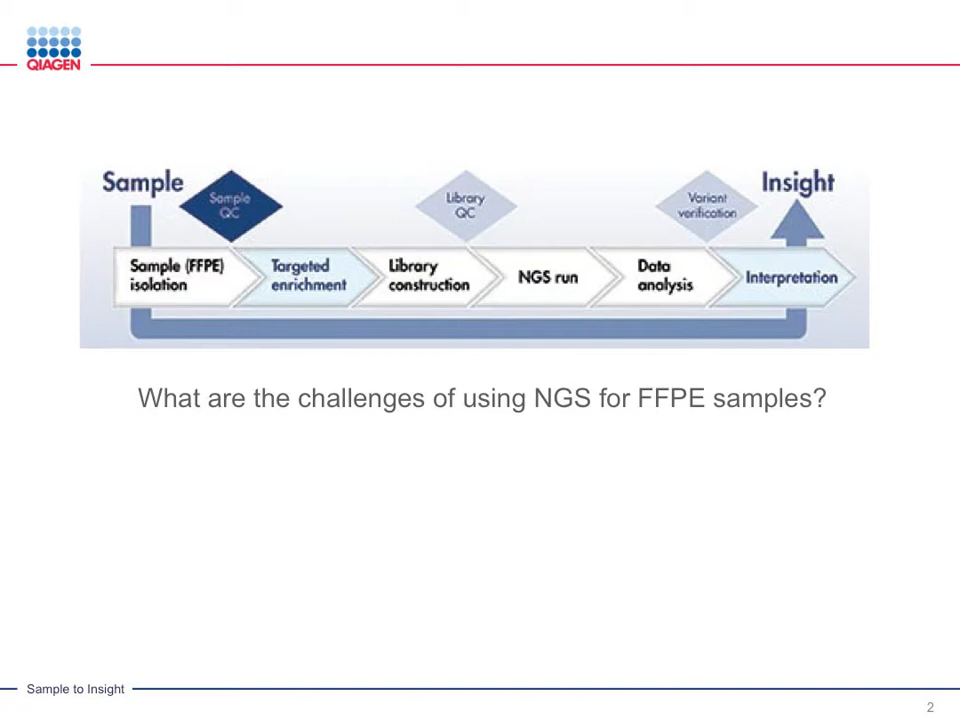 QIAGEN
Sample
Insight
Sample
QC
Library
QC
Variant
verification
Sample (FFPE)
isolation
Targeted
enrichment
Library
construction
NGS run
Data
analysis
Interpretation
What are the challenges of using NGS for FFPE samples?
Sample to Insight
2